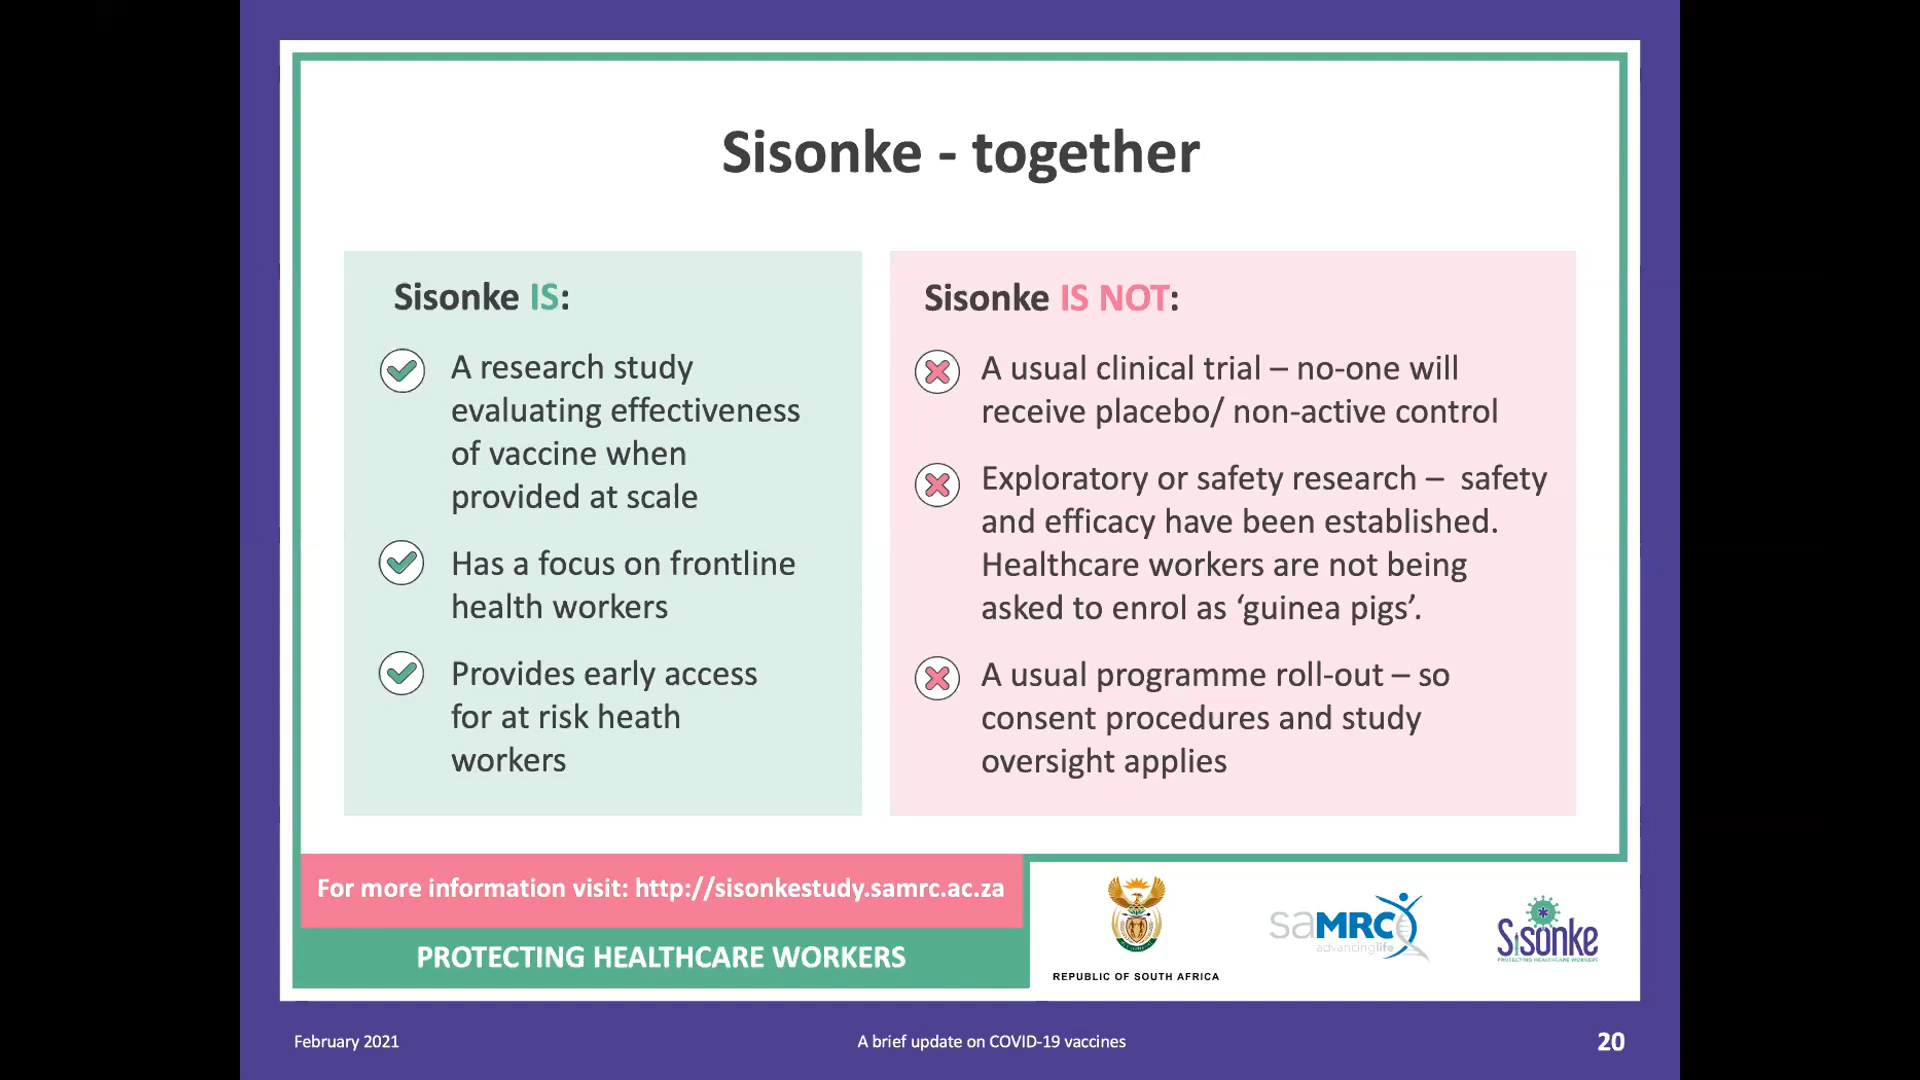 Sisonke - together
Sisonke IS:
A research study
evaluating effectiveness
of vaccine when
provided at scale
Has a focus on frontline
health workers
Provides early access
for at risk heath
workers
Sisonke IS NOT:
A usual clinical trial – no-one will
receive placebo/ non-active control
Exploratory or safety research –  safety
and efficacy have been established.
Healthcare workers are not being
asked to enrol as ‘guinea pigs’.
A usual programme roll-out – so
consent procedures and study
oversight applies
For more information visit: http://sisonkestudy.samrc.ac.za
PROTECTING HEALTHCARE WORKERS
REPUBLIC OF SOUTH AFRICA
saMRC
advancinglife
Sisonke
PROTECTING HEALTHCARE WORKERS
February 2021
A brief update on COVID-19 vaccines
20